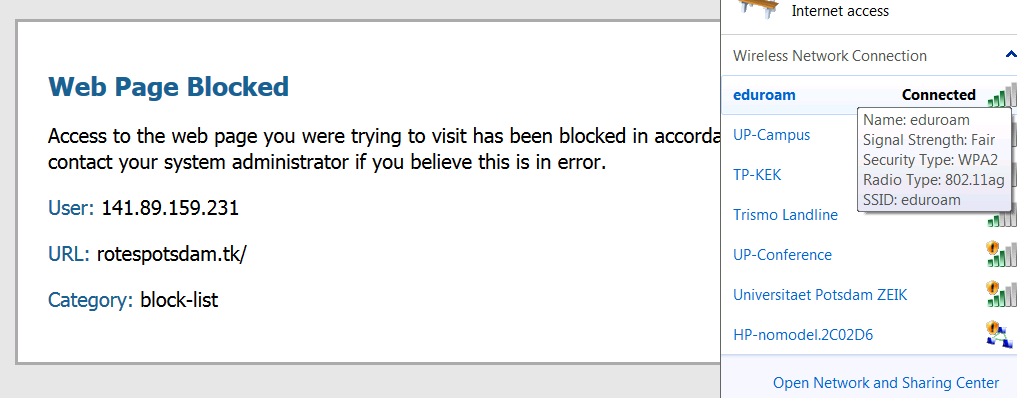 Web Page Blocked
Access to the web page you were trying to visit has been blocked in accorda
contact your system administrator if you believe this is in error.
User: 141.89.159.231
URL: rotespotsdam.tk/
Category: block-list
Internet access
Wireless Network Connection
eduroam Connected
Name: eduroam
Signal Strength: Fair
Security Type: WPA2
Radio Type: 802.11ag
SSID: eduroam
UP-Campus
TP-KEK
Trismo Landline
UP-Conference
Universitaet Potsdam ZEIK
HP-nomodel.2C02D6
Open Network and Sharing Center